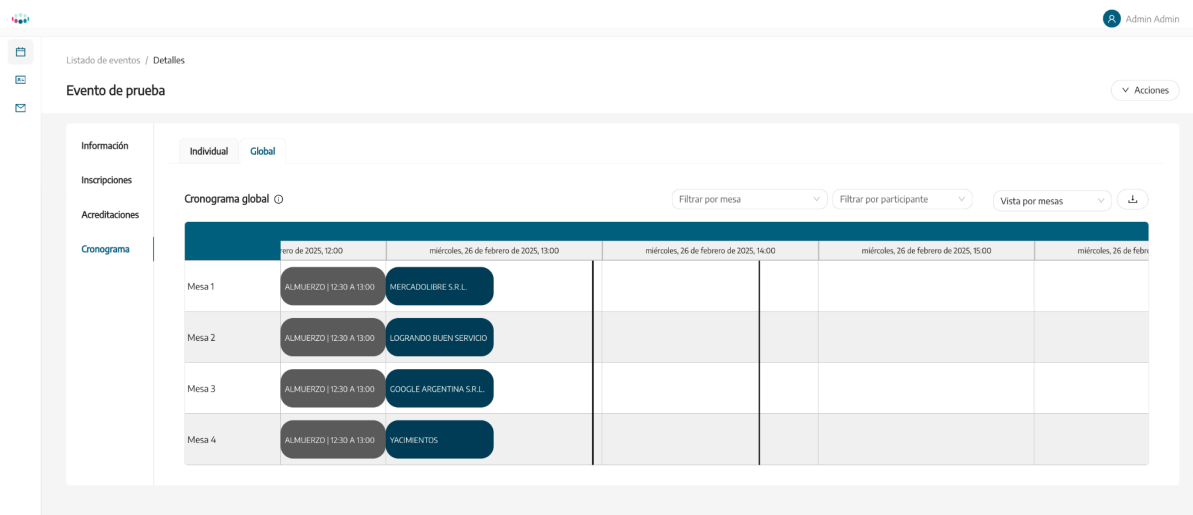 Admin Admin
Listado de eventos / Detalles
Evento de prueba
Acciones
Información
Inscripciones
Acreditaciones
Cronograma
Individual
Global
Cronograma global
Filtrar por mesa
Filtrar por participante
Vista por mesas
rero de 2025, 12:00
miércoles, 26 de febrero de 2025, 13:00
miércoles, 26 de febrero de 2025, 14:00
miércoles, 26 de febrero de 2025, 15:00
miércoles, 26 de febre
Mesa 1
ALMUERZO | 12:30 A 13:00
MERCADOLIBRE S.R.L.
Mesa 2
ALMUERZO | 12:30 A 13:00
LOGRANDO BUEN SERVICIO
Mesa 3
ALMUERZO | 12:30 A 13:00
GOOGLE ARGENTINA S.R.L.
Mesa 4
ALMUERZO | 12:30 A 13:00
YACIMIENTOS